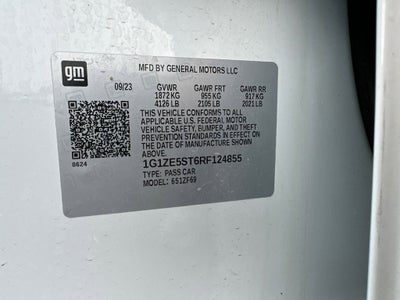 gm
MFD BY GENERAL MOTORS LLC
09/23 GVWR GAWR FRT GAWR RR
1872 KG 955 KG 917 KG
4126 LB 2105 LB 2021 LB
THIS VEHICLE CONFORMS TO ALL
APPLICABLE U.S. FEDERAL MOTOR
VEHICLE SAFETY, BUMPER, AND THEFT
PREVENTION STANDARDS IN EFFECT
ON THE DATE OF MANUFACTURE
SHOWN ABOVE.
8624
1G1ZE5ST6RF124855
TYPE: PASS CAR
MODEL: 651ZF69